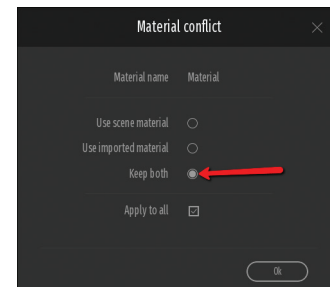 Material conflict
Material name Material
Use scene material
Use imported material
Keep both
Apply to all
Ok